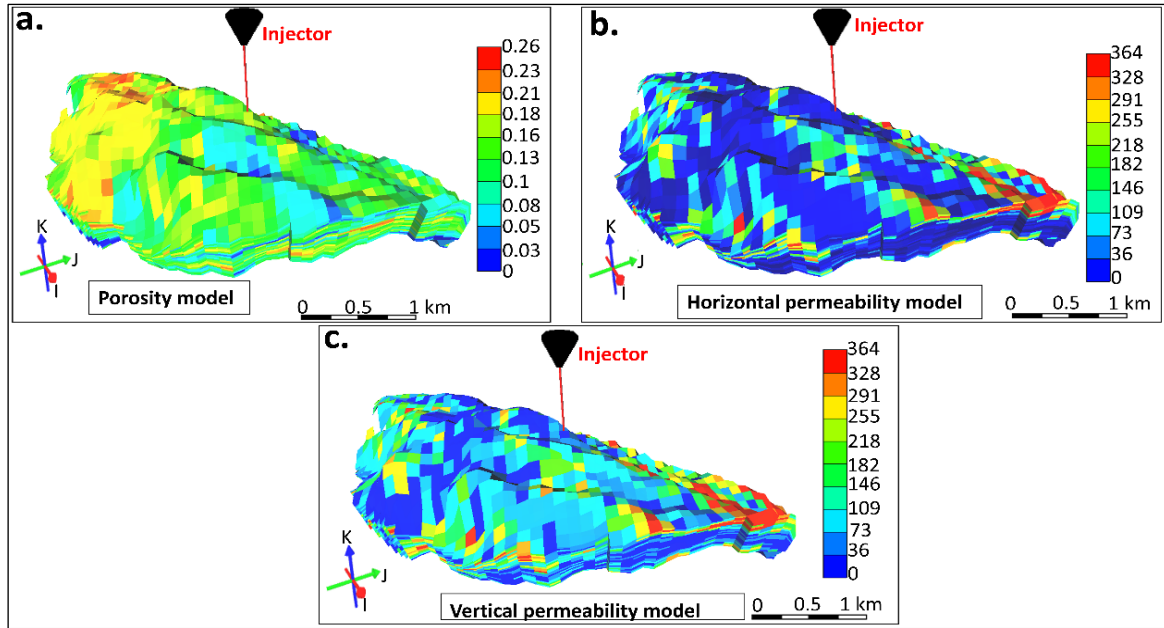 a.
Injector
0.26
0.23
0.21
0.18
0.16
0.13
0.1
0.08
0.05
0.03
0
K
J
I
Porosity model
0 0.5 1 km
b.
Injector
364
328
291
255
218
182
146
109
73
36
0
K
J
I
Horizontal permeability model
0 0.5 1 km
c.
Injector
364
328
291
255
218
182
146
109
73
36
0
K
J
I
Vertical permeability model
0 0.5 1 km